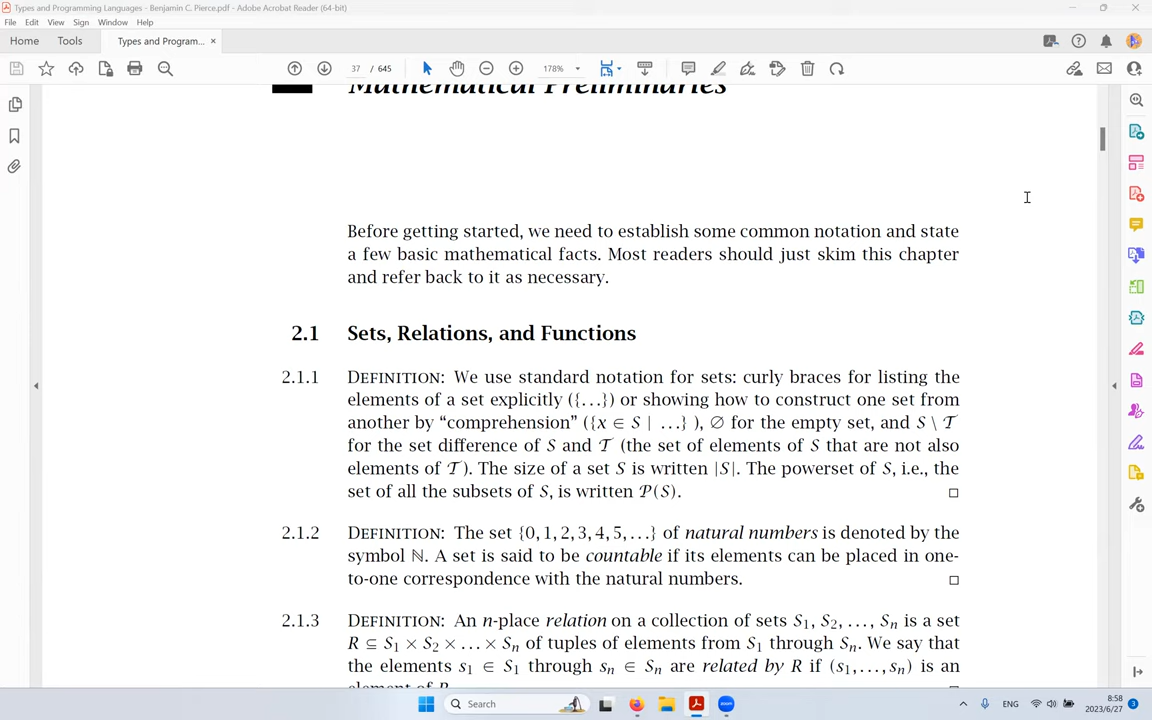 Types and Programming Languages - Benjamin C. Pierce.pdf - Adobe Acrobat Reader (64-bit)
File Edit View Sign Window Help
Home Tools Types and Program... ×
37 / 645 178%
Mathematical Preliminaries
Before getting started, we need to establish some common notation and state
a few basic mathematical facts. Most readers should just skim this chapter
and refer back to it as necessary.
2.1 Sets, Relations, and Functions
2.1.1 DEFINITION: We use standard notation for sets: curly braces for listing the
elements of a set explicitly ({...}) or showing how to construct one set from
another by “comprehension” ({x ∈ S | ...} ), ∅ for the empty set, and S \ T
for the set difference of S and T (the set of elements of S that are not also
elements of T). The size of a set S is written |S|. The powerset of S, i.e., the
set of all the subsets of S, is written P(S). □
2.1.2 DEFINITION: The set {0, 1, 2, 3, 4, 5, ...} of natural numbers is denoted by the
symbol ℕ. A set is said to be countable if its elements can be placed in one-
to-one correspondence with the natural numbers. □
2.1.3 DEFINITION: An n-place relation on a collection of sets S₁, S₂, ..., Sₙ is a set
R ⊆ S₁ × S₂ × ... × Sₙ of tuples of elements from S₁ through Sₙ. We say that
the elements s₁ ∈ S₁ through sₙ ∈ Sₙ are related by R if (s₁,...,sₙ) is an
element of R.
Search
zoom
ENG
8:58
2023/6/27
3